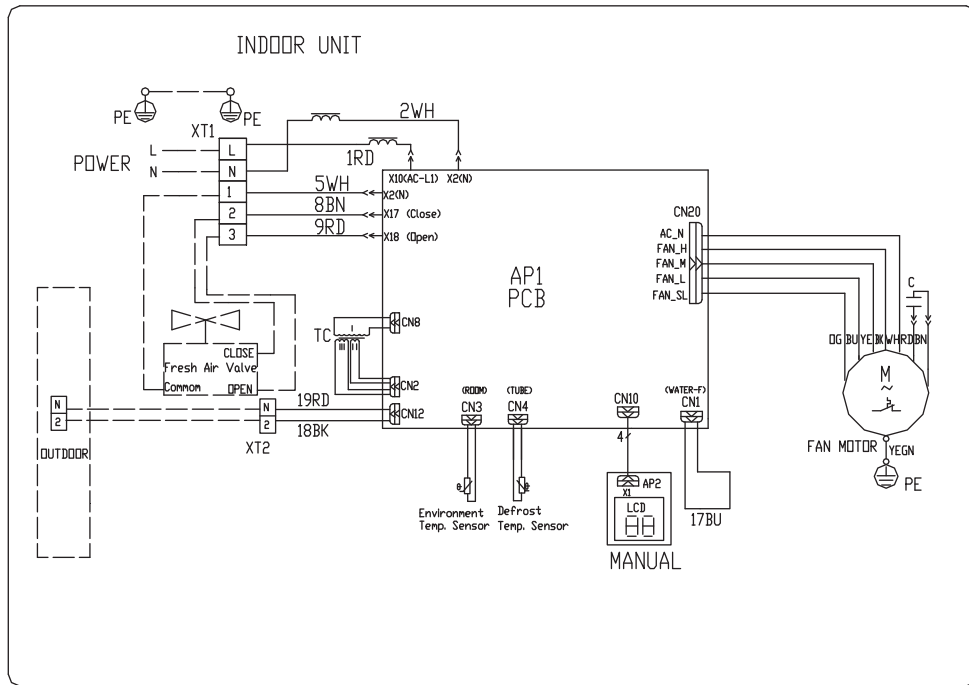 INDOOR UNIT
PE
PE
XT1
2WH
POWER
L
N
L
N
1
2
3
1RD
5WH
8BN
9RD
X10(AC-L1)
X2(N)
X2(N)
X17 (Close)
X18 (Open)
AP1
PCB
CN20
AC_N
FAN_H
FAN_M
FAN_L
FAN_SL
C
OG BU YE BK WH RD BN
M
~
FAN MOTOR
YEGN
PE
TC
I
III II
CN8
CN2
CN12
CLOSE
Fresh Air Valve
Commom
OPEN
19RD
18BK
N
2
XT2
N
2
OUTDOOR
(ROOM)
CN3
(TUBE)
CN4
CN10
(WATER-F)
CN1
4
Environment
Temp. Sensor
Defrost
Temp. Sensor
AP2
X1
LCD
88
MANUAL
17BU